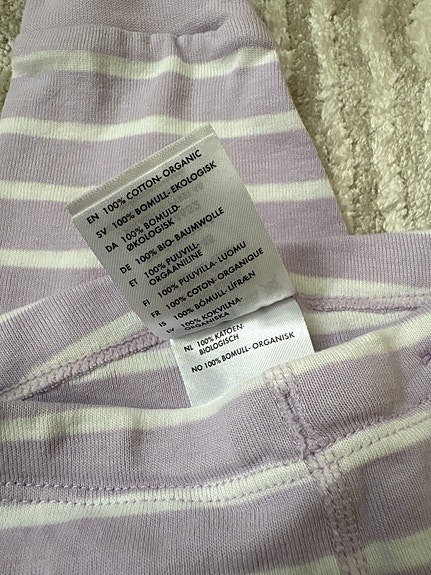 EN 100% COTTON-ORGANIC
SV 100% BOMULL-EKOLOGISK
DA 100% BOMULD-
ØKOLOGISK
DE 100% BIO-BAUMWOLLE
ET 100% PUUVILL-
ORGAANILINE
FI 100% PUUVILLA-LUOMU
FR 100% COTON-ORGANIQUE
IS 100% BÓMULL-LÍFRÆN
LV 100% KOKVILNA-
ORGANISKA
NL 100% KATOEN-
BIOLOGISCH
NO 100% BOMULL-ORGANISK